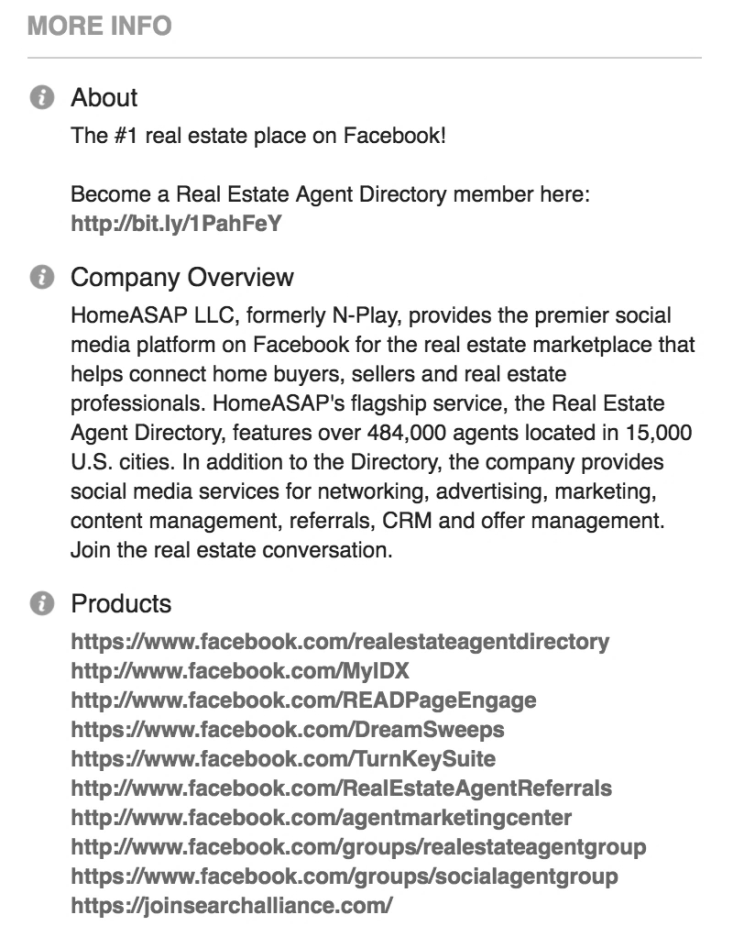 MORE INFO
About
The #1 real estate place on Facebook!
Become a Real Estate Agent Directory member here:
http://bit.ly/1PahFeY
Company Overview
HomeASAP LLC, formerly N-Play, provides the premier social
media platform on Facebook for the real estate marketplace that
helps connect home buyers, sellers and real estate
professionals. HomeASAP's flagship service, the Real Estate
Agent Directory, features over 484,000 agents located in 15,000
U.S. cities. In addition to the Directory, the company provides
social media services for networking, advertising, marketing,
content management, referrals, CRM and offer management.
Join the real estate conversation.
Products
https://www.facebook.com/realestateagentdirectory
http://www.facebook.com/MyIDX
http://www.facebook.com/READPageEngage
https://www.facebook.com/DreamSweeps
https://www.facebook.com/TurnKeySuite
http://www.facebook.com/RealEstateAgentReferrals
http://www.facebook.com/agentmarketingcenter
http://www.facebook.com/groups/realestateagentgroup
https://www.facebook.com/groups/socialagentgroup
https://joinsearchalliance.com/